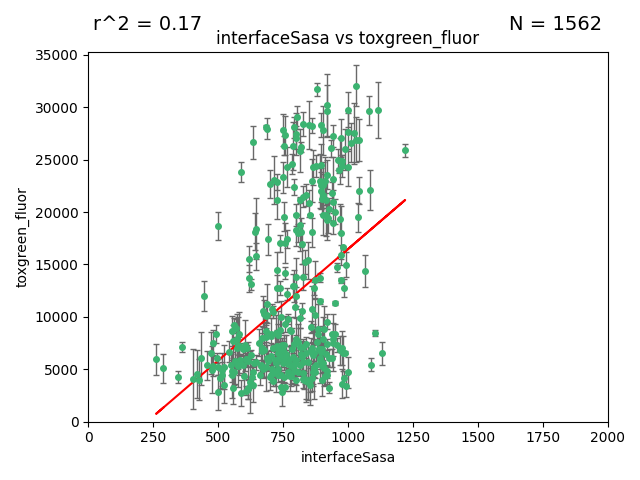 r^2 = 0.17
N = 1562
interfaceSasa vs toxgreen_fluor
35000
30000
25000
20000
15000
10000
5000
0
toxgreen_fluor
0 250 500 750 1000 1250 1500 1750 2000
interfaceSasa